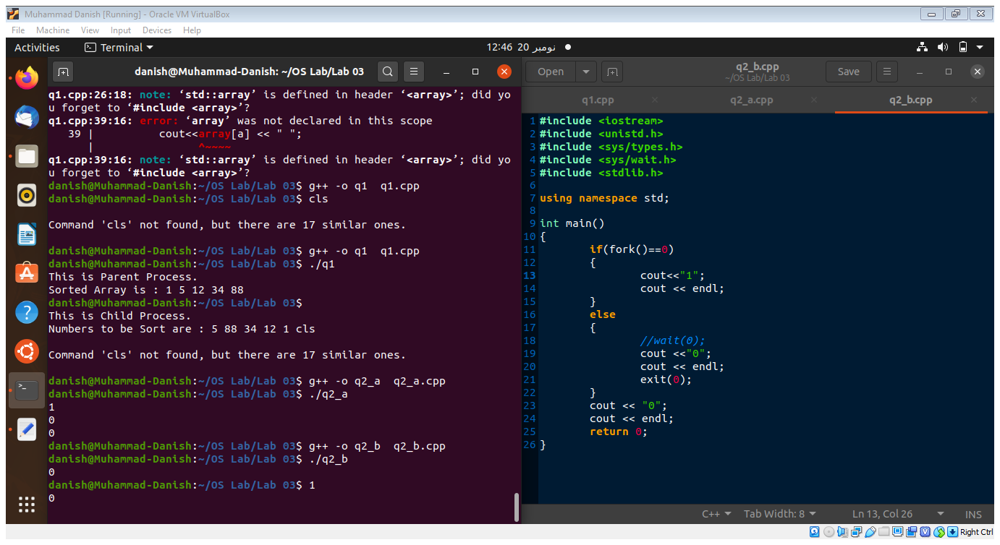 Muhammad Danish [Running] - Oracle VM VirtualBox
File Machine View Input Devices Help
Activities Terminal 12:46 20 نومبر
danish@Muhammad-Danish: ~/OS Lab/Lab 03
q1.cpp:26:18: note: ‘std::array’ is defined in header ‘<array>’; did yo
u forget to ‘#include <array>’?
q1.cpp:39:16: error: ‘array’ was not declared in this scope
39 | cout<<array[a] << " ";
| ^~~~~
q1.cpp:39:16: note: ‘std::array’ is defined in header ‘<array>’; did yo
u forget to ‘#include <array>’?
danish@Muhammad-Danish:~/OS Lab/Lab 03$ g++ -o q1  q1.cpp
danish@Muhammad-Danish:~/OS Lab/Lab 03$ cls
Command 'cls' not found, but there are 17 similar ones.
danish@Muhammad-Danish:~/OS Lab/Lab 03$ g++ -o q1  q1.cpp
danish@Muhammad-Danish:~/OS Lab/Lab 03$ ./q1
This is Parent Process.
Sorted Array is : 1 5 12 34 88
danish@Muhammad-Danish:~/OS Lab/Lab 03$
This is Child Process.
Numbers to be Sort are : 5 88 34 12 1 cls
Command 'cls' not found, but there are 17 similar ones.
danish@Muhammad-Danish:~/OS Lab/Lab 03$ g++ -o q2_a  q2_a.cpp
danish@Muhammad-Danish:~/OS Lab/Lab 03$ ./q2_a
1
0
0
danish@Muhammad-Danish:~/OS Lab/Lab 03$ g++ -o q2_b  q2_b.cpp
danish@Muhammad-Danish:~/OS Lab/Lab 03$ ./q2_b
0
danish@Muhammad-Danish:~/OS Lab/Lab 03$ 1
0
Open q2_b.cpp Save
~/OS Lab/Lab 03
q1.cpp q2_a.cpp q2_b.cpp
1 #include <iostream>
2 #include <unistd.h>
3 #include <sys/types.h>
4 #include <sys/wait.h>
5 #include <stdlib.h>
6
7 using namespace std;
8
9 int main()
10 {
11 if(fork()==0)
12 {
13 cout<<"1";
14 cout << endl;
15 }
16 else
17 {
18 //wait(0);
19 cout <<"0";
20 cout << endl;
21 exit(0);
22 }
23 cout << "0";
24 cout << endl;
25 return 0;
26 }
C++ Tab Width: 8 Ln 13, Col 26 INS
Right Ctrl